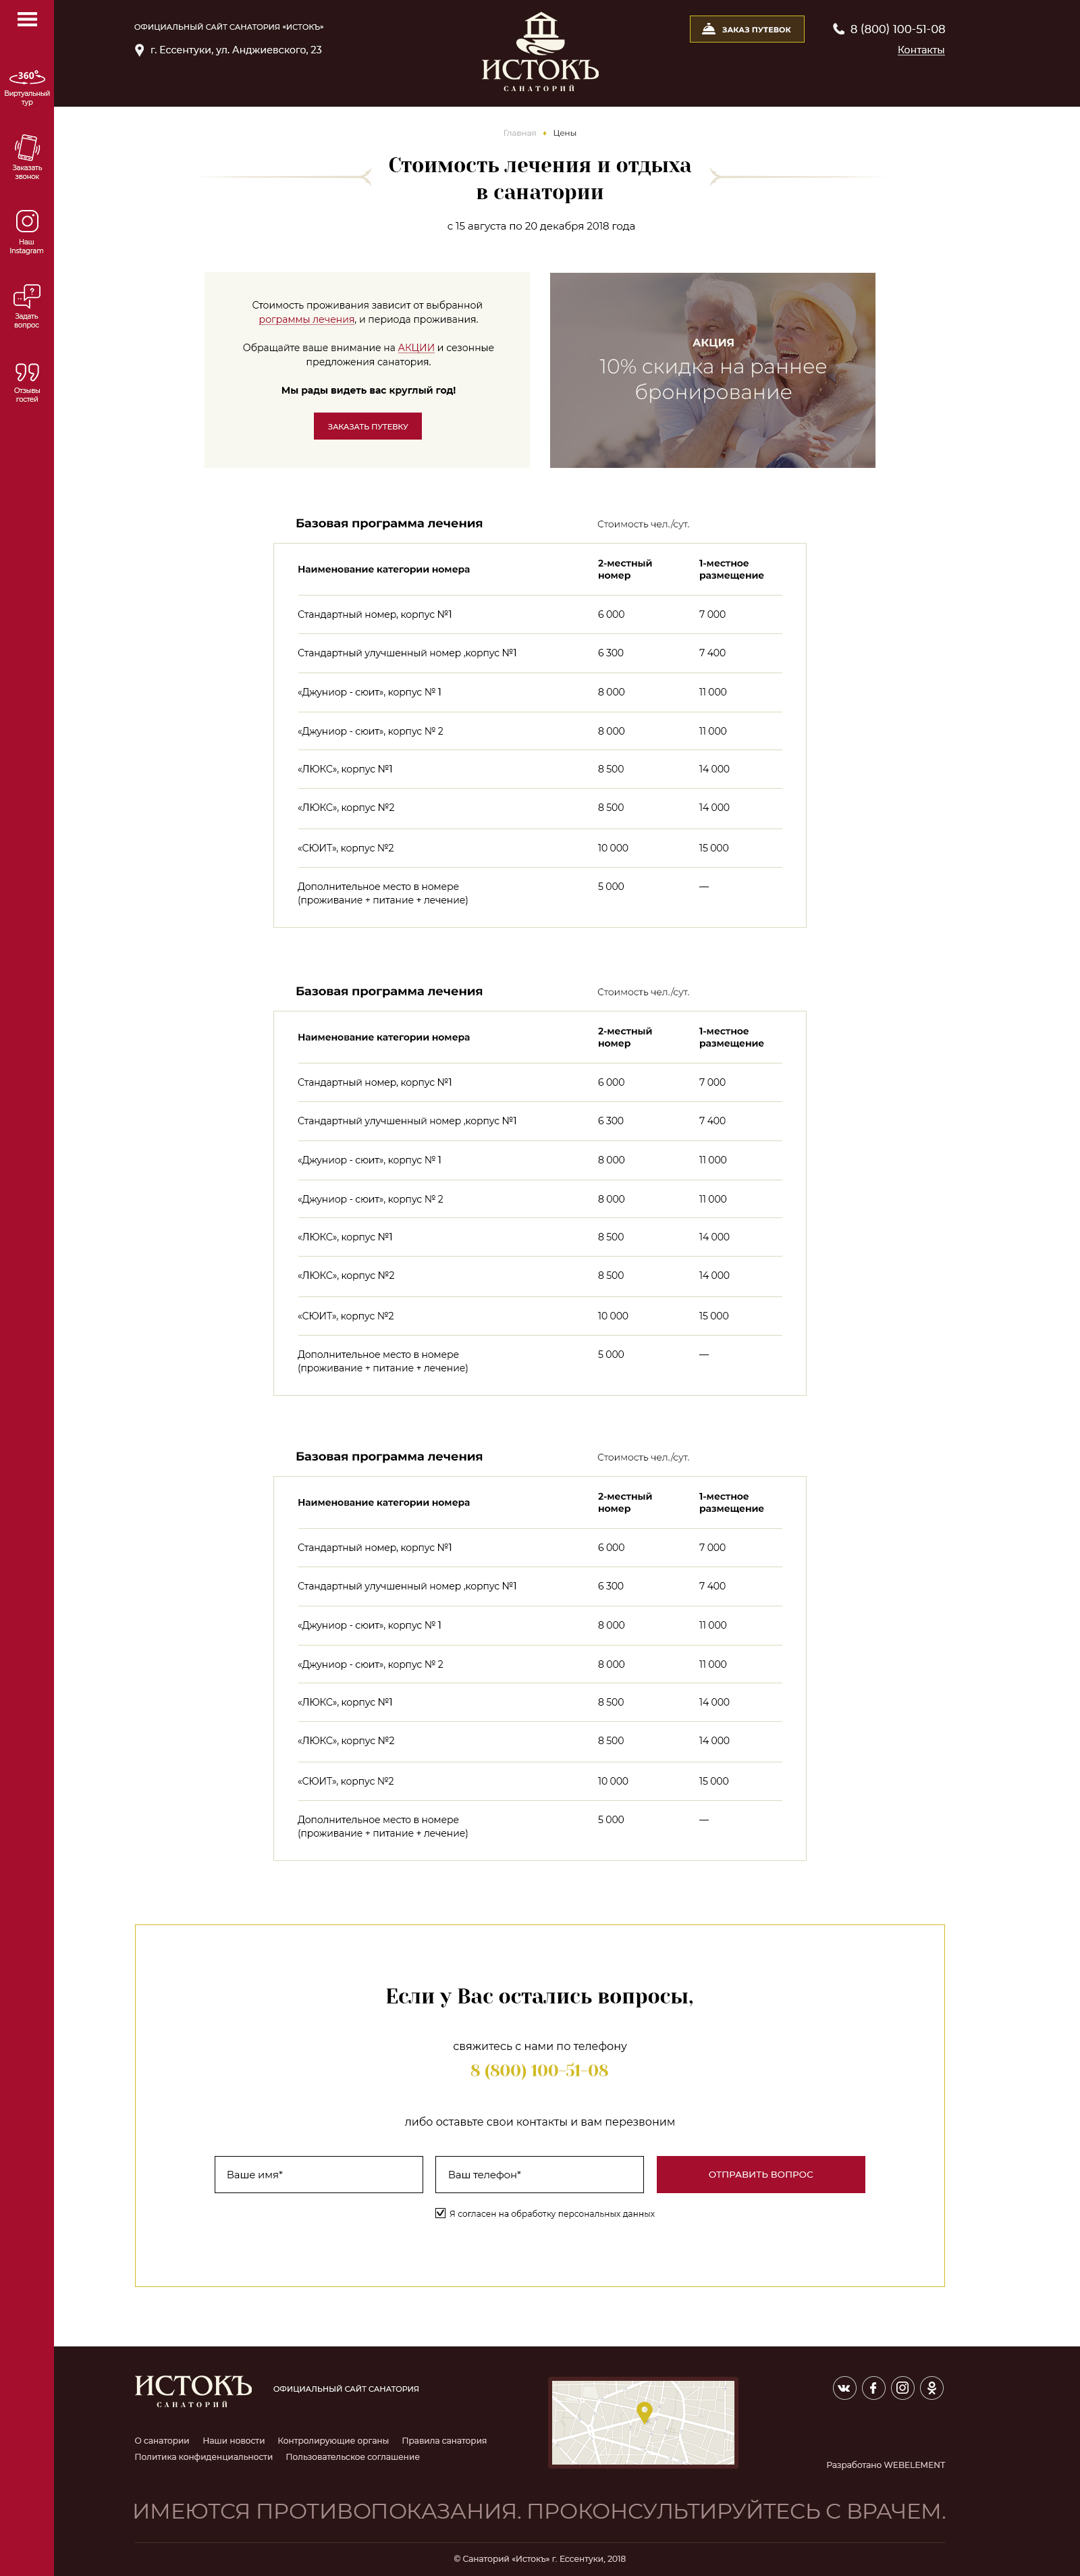 ОФИЦИАЛЬНЫЙ САЙТ САНАТОРИЯ «ИСТОКЪ»
г. Ессентуки, ул. Анджиевского, 23
ИСТОКЪ
САНАТОРИЙ
ЗАКАЗ ПУТЕВОК
8 (800) 100-51-08
Контакты
360°
Виртуальный
тур
Заказать
звонок
Наш
Instagram
Задать
вопрос
Отзывы
гостей
Главная ♦ Цены
Стоимость лечения и отдыха
в санатории
с 15 августа по 20 декабря 2018 года
Стоимость проживания зависит от выбранной
рограммы лечения, и периода проживания.
Обращайте ваше внимание на АКЦИИ и сезонные
предложения санатория.
Мы рады видеть вас круглый год!
ЗАКАЗАТЬ ПУТЕВКУ
АКЦИЯ
10% скидка на раннее
бронирование
Базовая программа лечения Стоимость чел./сут.
Наименование категории номера 2-местный номер 1-местное размещение
Стандартный номер, корпус №1 6 000 7 000
Стандартный улучшенный номер ,корпус №1 6 300 7 400
«Джуниор - сюит», корпус № 1 8 000 11 000
«Джуниор - сюит», корпус № 2 8 000 11 000
«ЛЮКС», корпус №1 8 500 14 000
«ЛЮКС», корпус №2 8 500 14 000
«СЮИТ», корпус №2 10 000 15 000
Дополнительное место в номере 5 000 —
(проживание + питание + лечение)
Базовая программа лечения Стоимость чел./сут.
Наименование категории номера 2-местный номер 1-местное размещение
Стандартный номер, корпус №1 6 000 7 000
Стандартный улучшенный номер ,корпус №1 6 300 7 400
«Джуниор - сюит», корпус № 1 8 000 11 000
«Джуниор - сюит», корпус № 2 8 000 11 000
«ЛЮКС», корпус №1 8 500 14 000
«ЛЮКС», корпус №2 8 500 14 000
«СЮИТ», корпус №2 10 000 15 000
Дополнительное место в номере 5 000 —
(проживание + питание + лечение)
Базовая программа лечения Стоимость чел./сут.
Наименование категории номера 2-местный номер 1-местное размещение
Стандартный номер, корпус №1 6 000 7 000
Стандартный улучшенный номер ,корпус №1 6 300 7 400
«Джуниор - сюит», корпус № 1 8 000 11 000
«Джуниор - сюит», корпус № 2 8 000 11 000
«ЛЮКС», корпус №1 8 500 14 000
«ЛЮКС», корпус №2 8 500 14 000
«СЮИТ», корпус №2 10 000 15 000
Дополнительное место в номере 5 000 —
(проживание + питание + лечение)
Если у Вас остались вопросы,
свяжитесь с нами по телефону
8 (800) 100-51-08
либо оставьте свои контакты и вам перезвоним
Ваше имя*
Ваш телефон*
ОТПРАВИТЬ ВОПРОС
Я согласен на обработку персональных данных
ИСТОКЪ
САНАТОРИЙ
ОФИЦИАЛЬНЫЙ САЙТ САНАТОРИЯ
О санатории Наши новости Контролирующие органы Правила санатория
Политика конфиденциальности Пользовательское соглашение
Разработано WEBELEMENT
ИМЕЮТСЯ ПРОТИВОПОКАЗАНИЯ. ПРОКОНСУЛЬТИРУЙТЕСЬ С ВРАЧЕМ.
© Санаторий «Истокъ» г. Ессентуки, 2018